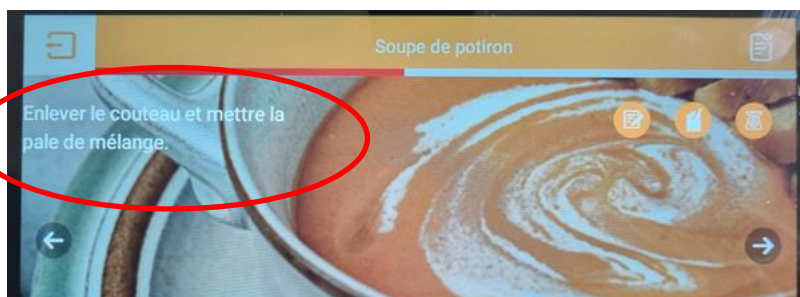 Soupe de potiron
Enlever le couteau et mettre la
pale de mélange.